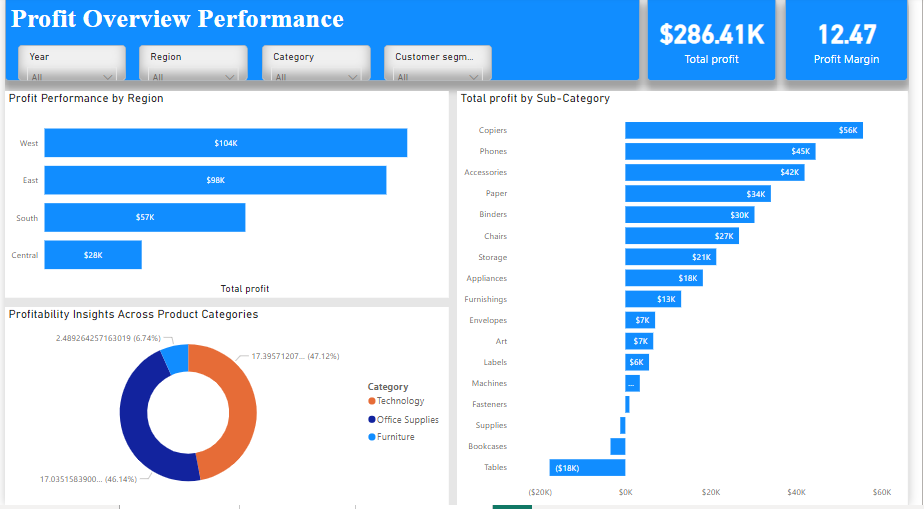 Profit Overview Performance
Year
All
Region
All
Category
All
Customer segm...
All
$286.41K
Total profit
12.47
Profit Margin
Profit Performance by Region
West
$104K
East
$98K
South
$57K
Central
$28K
Total profit
Profitability Insights Across Product Categories
2.489264257163019 (6.74%)
17.39571207... (47.12%)
17.0351583900... (46.14%)
Category
Technology
Office Supplies
Furniture
Total profit by Sub-Category
Copiers
$56K
Phones
$45K
Accessories
$42K
Paper
$34K
Binders
$30K
Chairs
$27K
Storage
$21K
Appliances
$18K
Furnishings
$13K
Envelopes
$7K
Art
$7K
Labels
$6K
Machines
...
Fasteners
Supplies
Bookcases
Tables
($18K)
($20K) $0K $20K $40K $60K